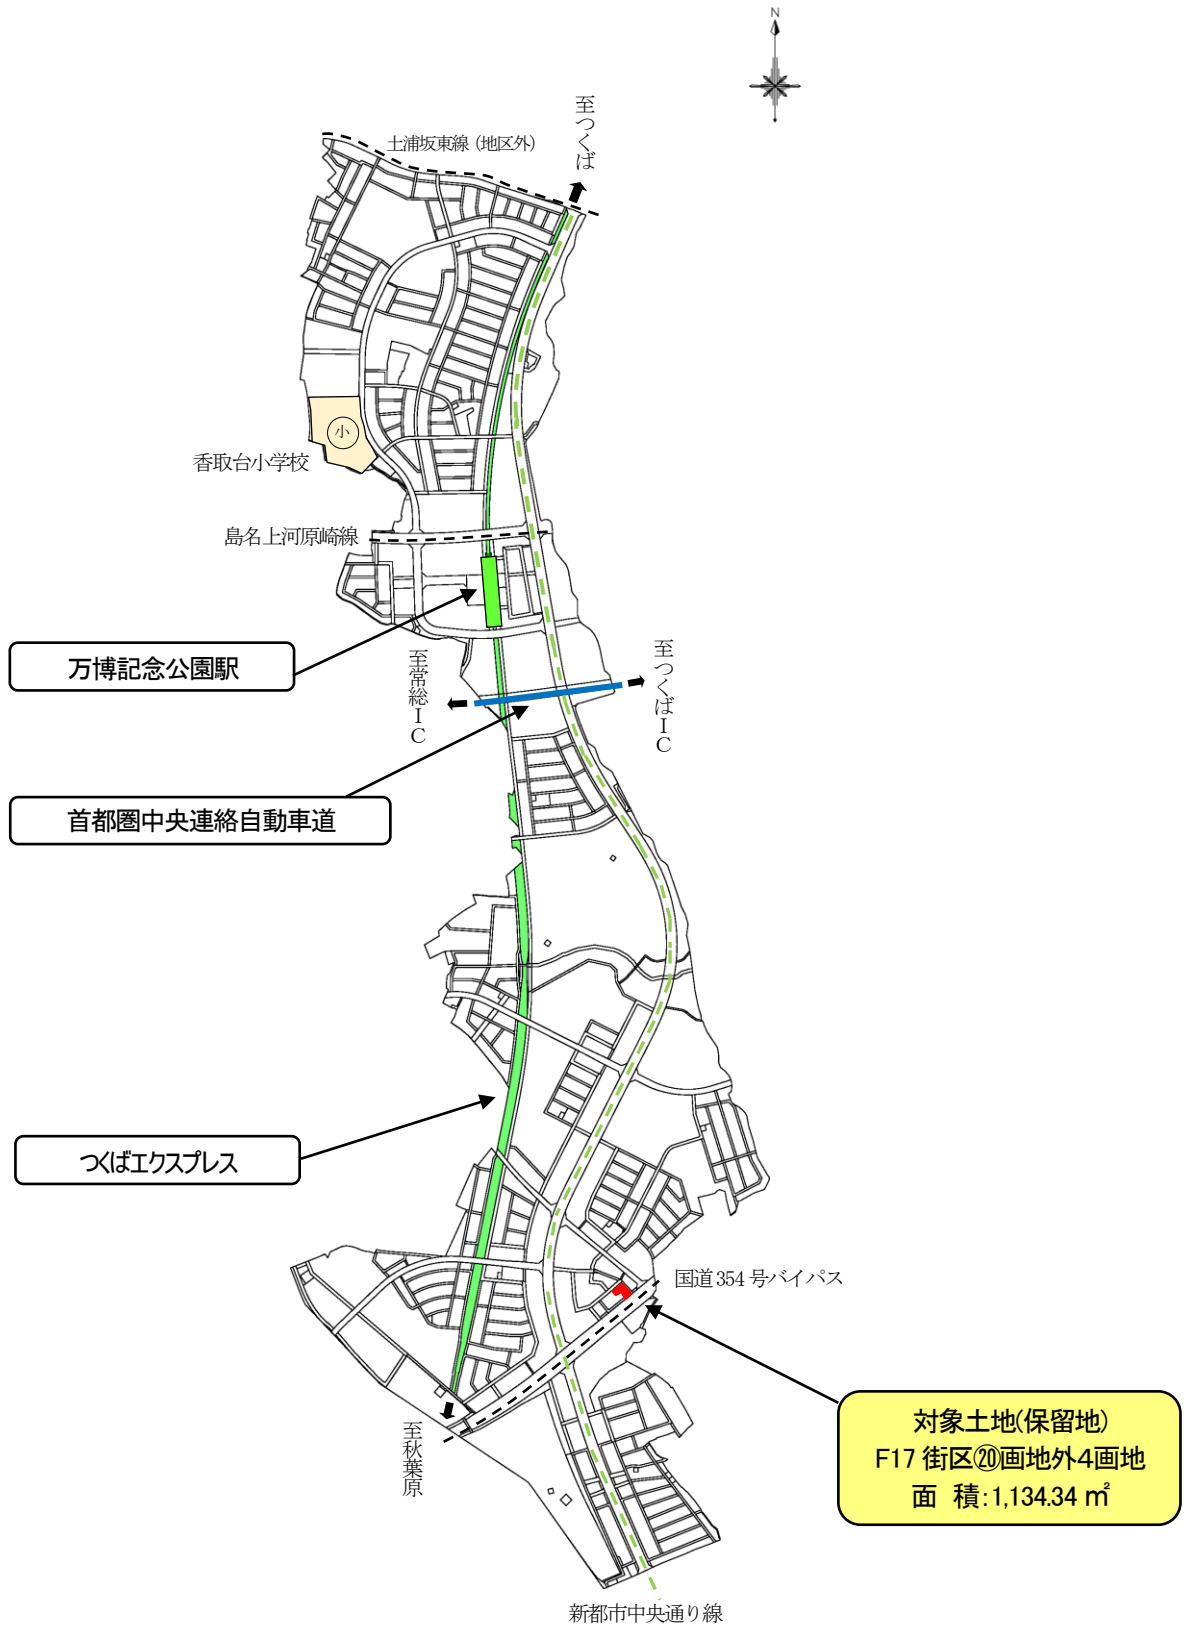 N
至つくば
土浦坂東線（地区外）
小
香取台小学校
島名上河原崎線
万博記念公園駅
至常総ＩＣ
至つくばＩＣ
首都圏中央連絡自動車道
つくばエクスプレス
国道354号バイパス
対象土地(保留地)
F17 街区⑳画地外4画地
面　積：1,134.34 ㎡
至秋葉原
新都市中央通り線